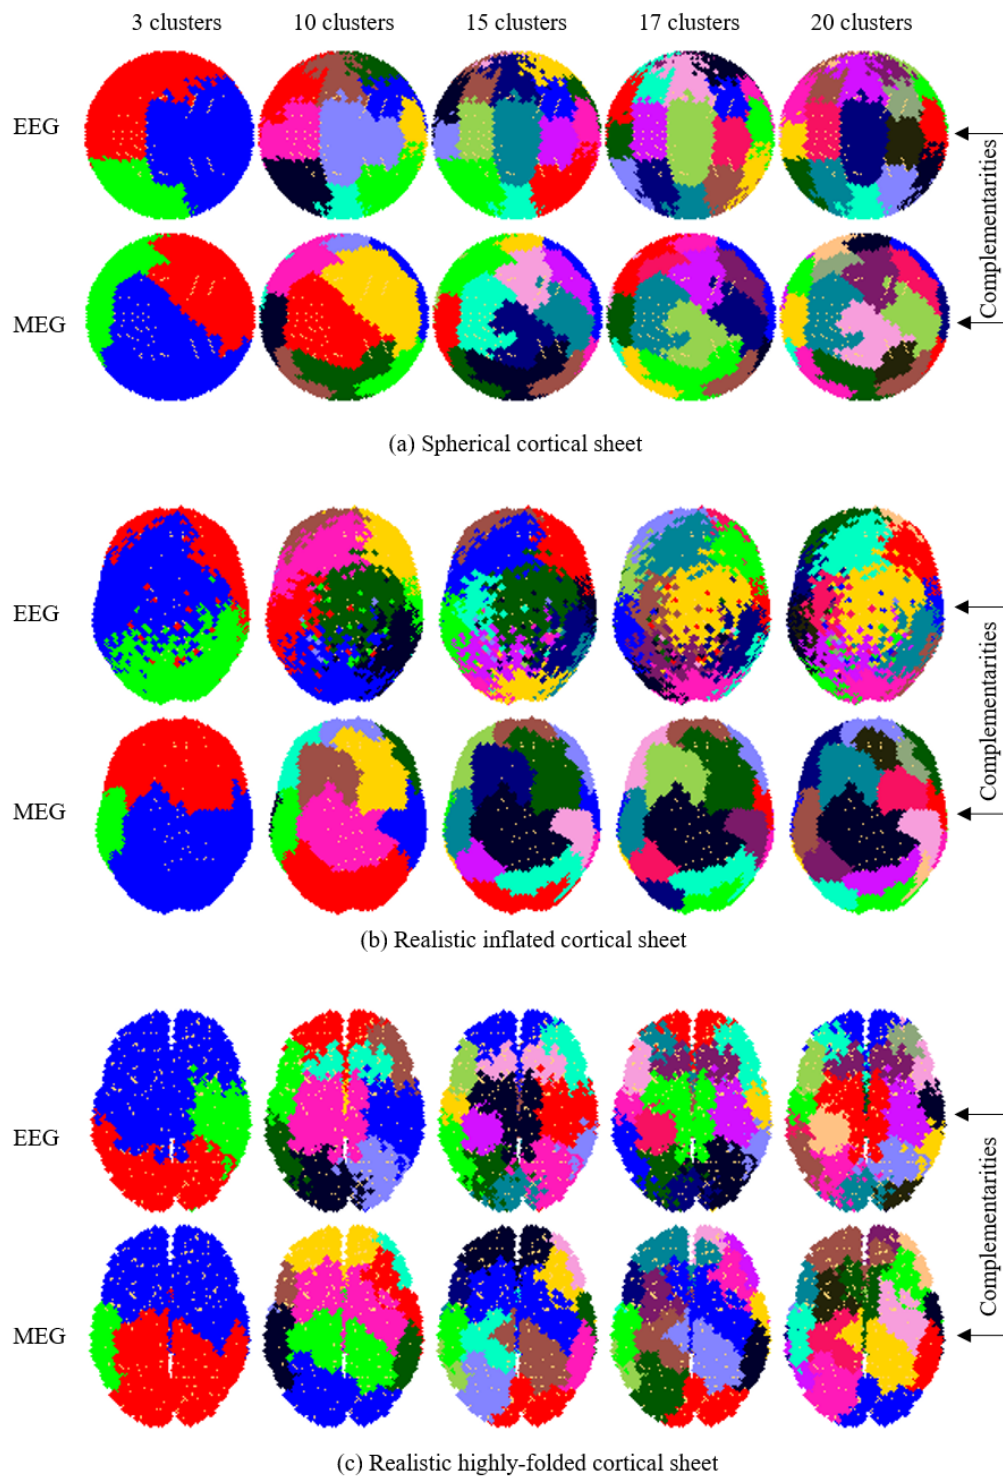 3 clusters 10 clusters 15 clusters 17 clusters 20 clusters
EEG
MEG
Complementarities
(a) Spherical cortical sheet
EEG
MEG
Complementarities
(b) Realistic inflated cortical sheet
EEG
MEG
Complementarities
(c) Realistic highly-folded cortical sheet